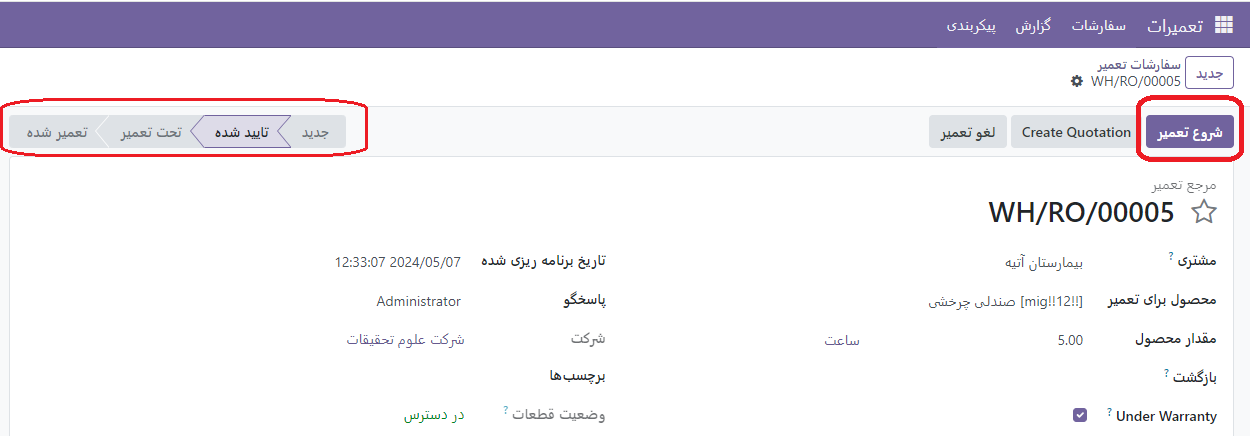 تعمیرات سفارشات گزارش پیکربندی
جدید
سفارشات تعمیر
WH/RO/00005
شروع تعمیر Create Quotation لغو تعمیر
جدید تایید شده تحت تعمیر تعمیر شده
مرجع تعمیر
WH/RO/00005
مشتری ? بیمارستان آتیه
تاریخ برنامه ریزی شده 2024/05/07 12:33:07
محصول برای تعمیر [mig!!12!!] صندلی چرخشی
پاسخگو Administrator
مقدار محصول 5.00 ساعت
شرکت شرکت علوم تحقیقات
بازگشت ?
برچسب‌ها
Under Warranty ?
وضعیت قطعات ? در دسترس